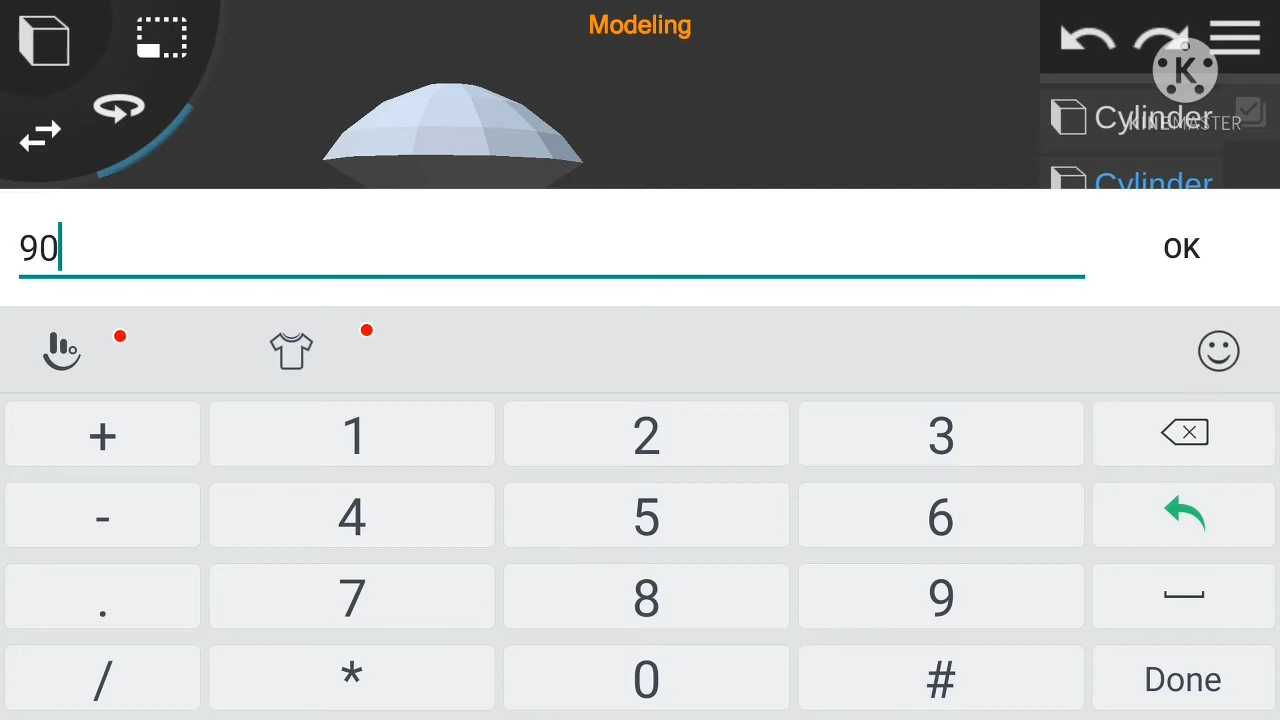 Modeling
K
Cylinder
KINEMASTER
Cylinder
90
OK
+ 1 2 3
- 4 5 6
. 7 8 9
/ * 0 # Done